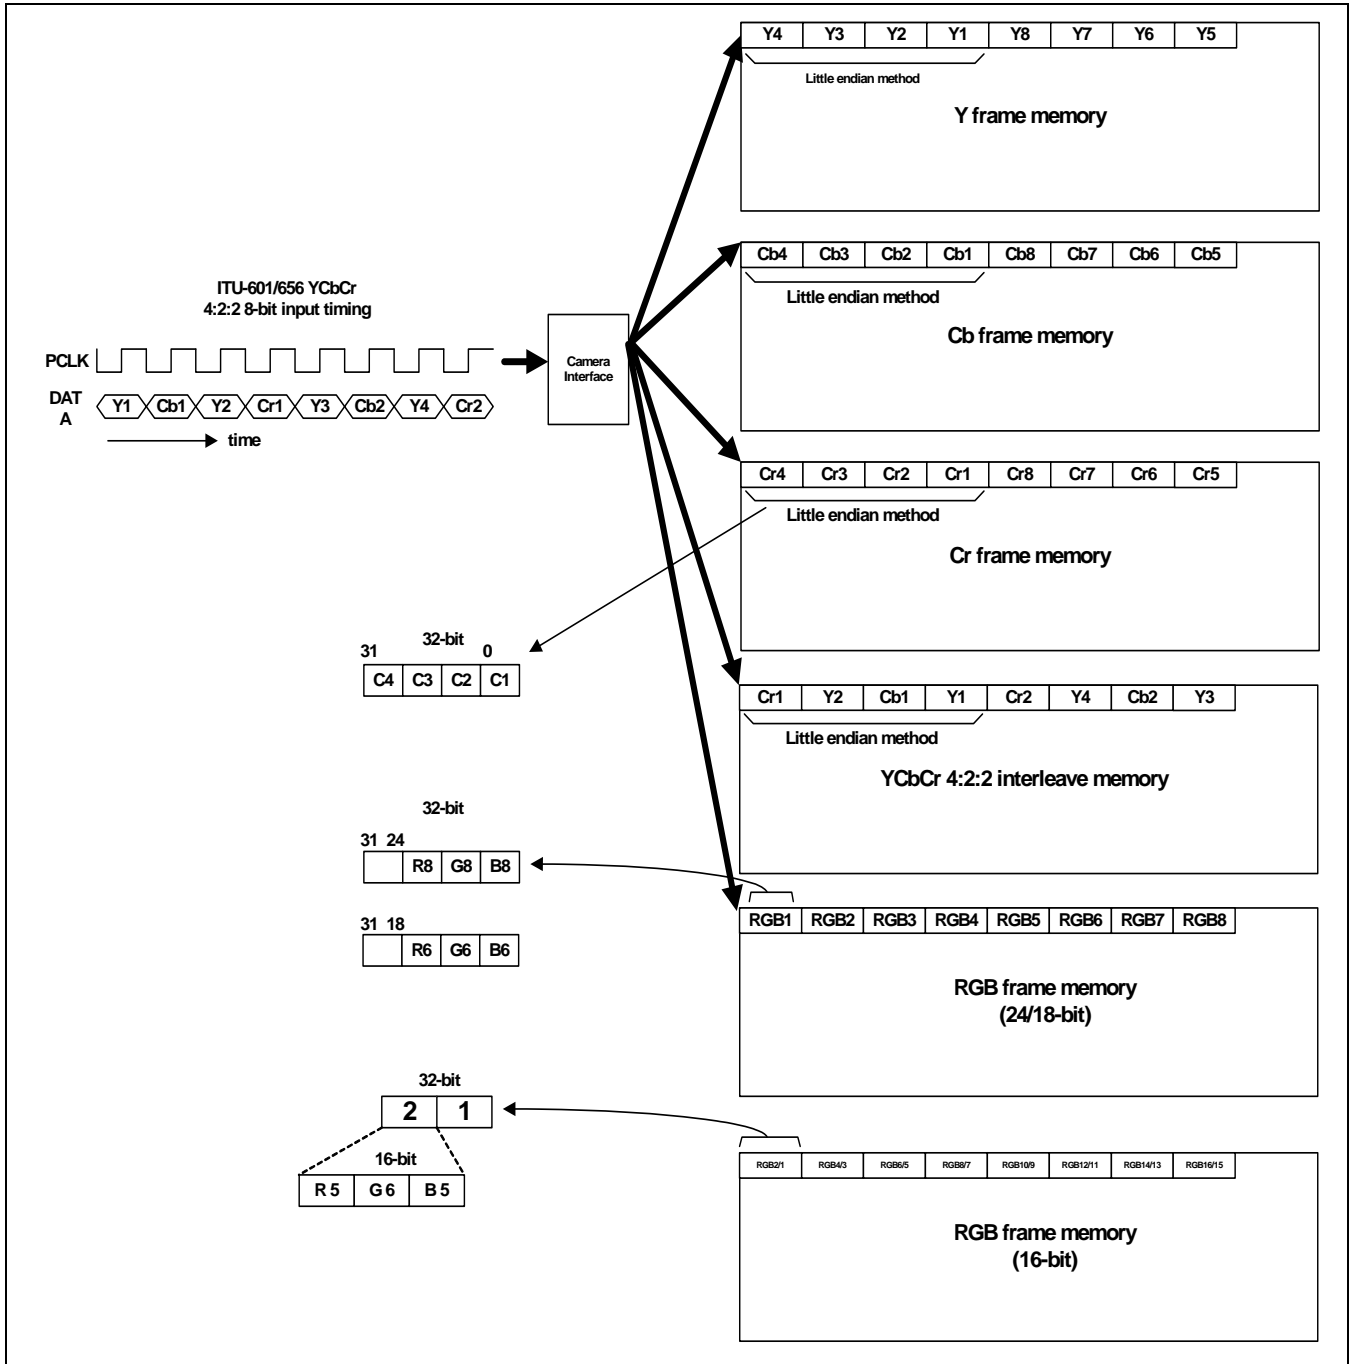 Y4 Y3 Y2 Y1 Y8 Y7 Y6 Y5
Little endian method
Y frame memory
Cb4 Cb3 Cb2 Cb1 Cb8 Cb7 Cb6 Cb5
Little endian method
Cb frame memory
ITU-601/656 YCbCr
4:2:2 8-bit input timing
PCLK
DAT
A
Y1 Cb1 Y2 Cr1 Y3 Cb2 Y4 Cr2
time
Camera
Interface
Cr4 Cr3 Cr2 Cr1 Cr8 Cr7 Cr6 Cr5
Little endian method
Cr frame memory
32-bit
31 0
C4 C3 C2 C1
Cr1 Y2 Cb1 Y1 Cr2 Y4 Cb2 Y3
Little endian method
YCbCr 4:2:2 interleave memory
32-bit
31 24
R8 G8 B8
31 18
R6 G6 B6
RGB1 RGB2 RGB3 RGB4 RGB5 RGB6 RGB7 RGB8
RGB frame memory
(24/18-bit)
32-bit
2 1
16-bit
R 5 G 6 B 5
RGB2/1 RGB4/3 RGB6/5 RGB8/7 RGB10/9 RGB12/11 RGB14/13 RGB16/15
RGB frame memory
(16-bit)